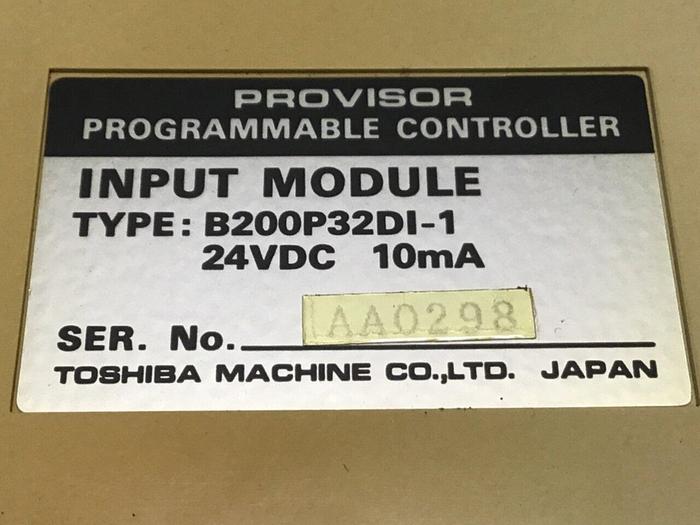 PROVISOR
PROGRAMMABLE CONTROLLER
INPUT MODULE
TYPE: B200P32DI-1
24VDC 10mA
SER. No. AA0298
TOSHIBA MACHINE CO.,LTD. JAPAN